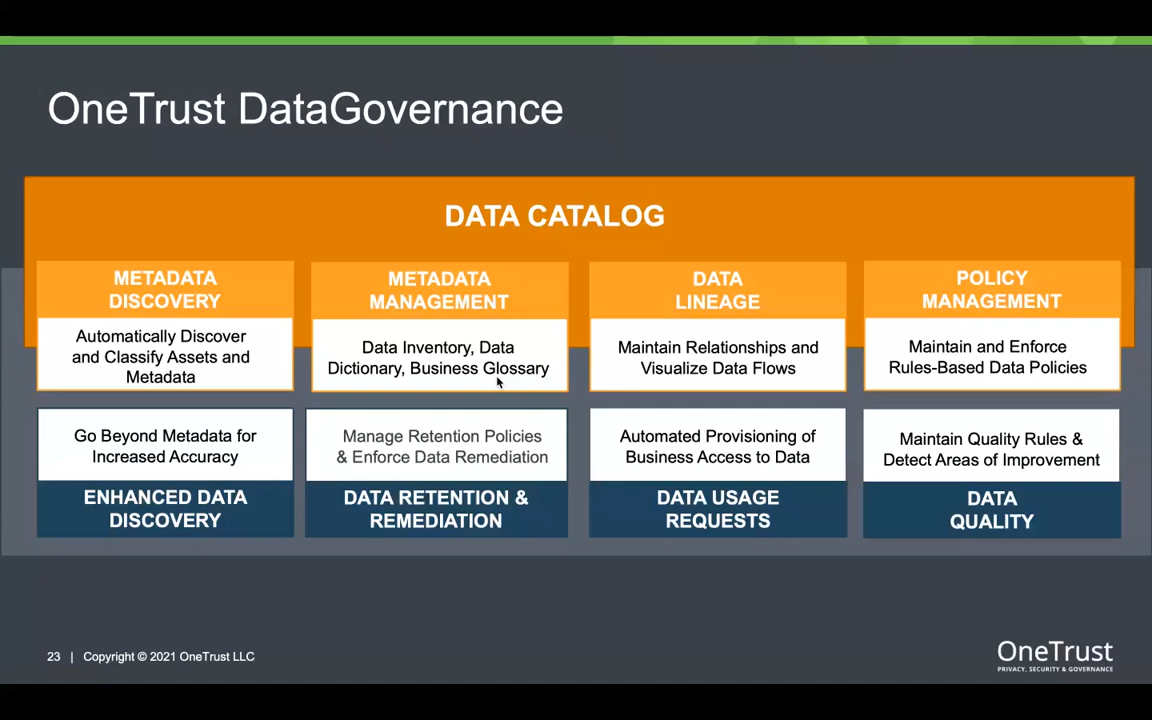 OneTrust DataGovernance
DATA CATALOG
METADATA
DISCOVERY
Automatically Discover
and Classify Assets and
Metadata
METADATA
MANAGEMENT
Data Inventory, Data
Dictionary, Business Glossary
DATA
LINEAGE
Maintain Relationships and
Visualize Data Flows
POLICY
MANAGEMENT
Maintain and Enforce
Rules-Based Data Policies
Go Beyond Metadata for
Increased Accuracy
ENHANCED DATA
DISCOVERY
Manage Retention Policies
& Enforce Data Remediation
DATA RETENTION &
REMEDIATION
Automated Provisioning of
Business Access to Data
DATA USAGE
REQUESTS
Maintain Quality Rules &
Detect Areas of Improvement
DATA
QUALITY
23 | Copyright © 2021 OneTrust LLC
OneTrust
PRIVACY, SECURITY & GOVERNANCE